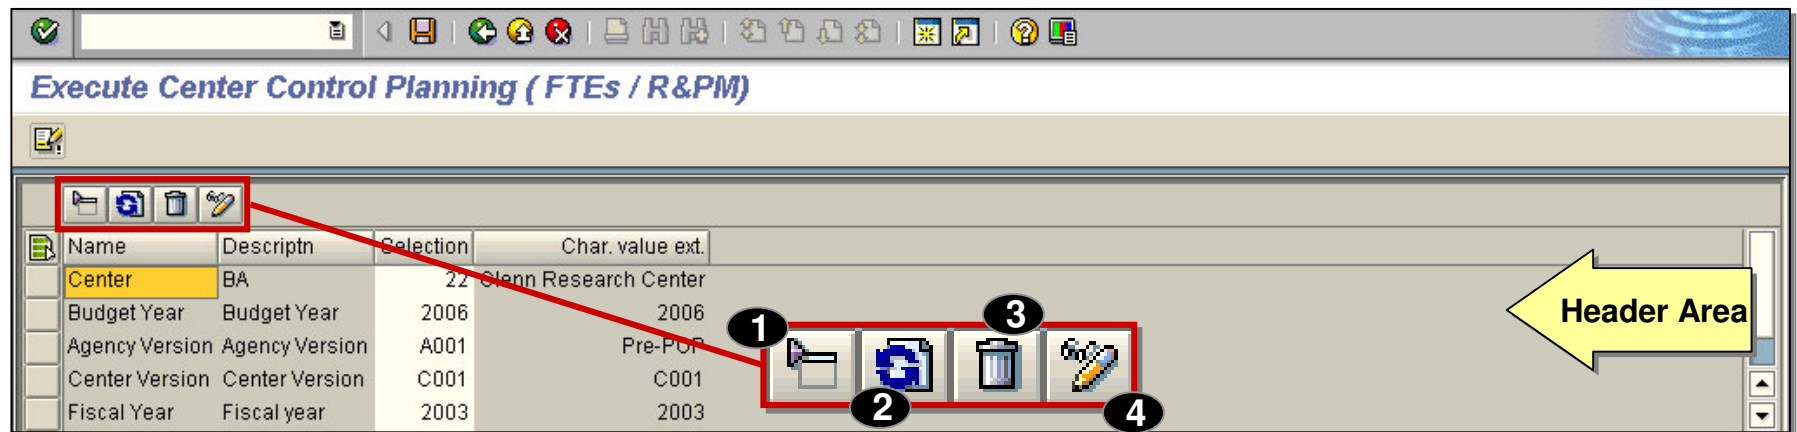 Execute Center Control Planning ( FTEs / R&PM)
Name Descriptn Selection Char. value ext.
Center BA 22 Glenn Research Center
Budget Year Budget Year 2006 2006
Agency Version Agency Version A001 Pre-POP
Center Version Center Version C001 C001
Fiscal Year Fiscal year 2003 2003
1
2
3
4
Header Area